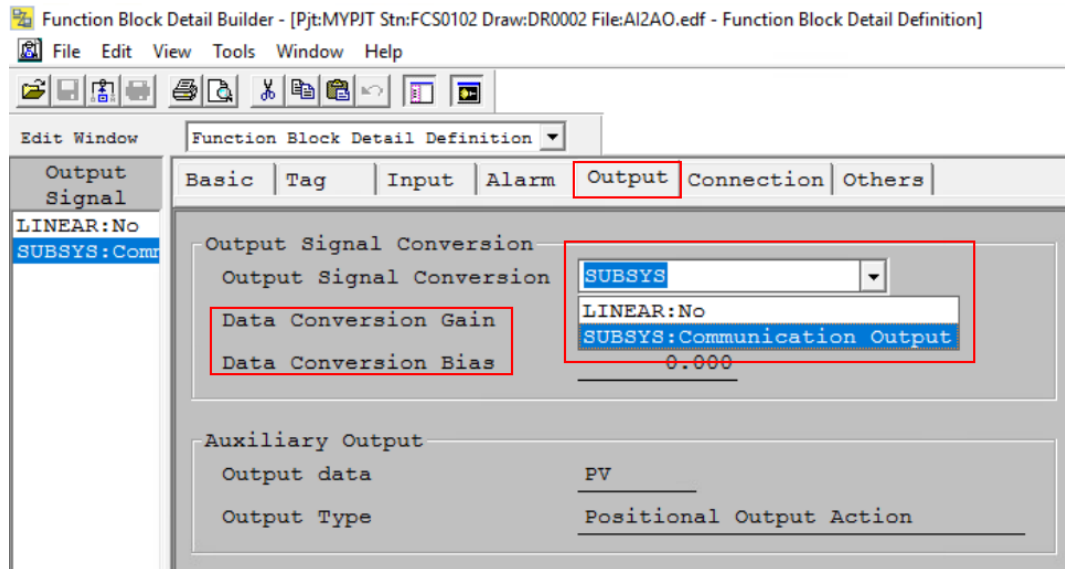 Function Block Detail Builder - [Pjt:MYPJT Stn:FCS0102 Draw:DR0002 File:AI2AO.edf - Function Block Detail Definition]
File Edit View Tools Window Help
Edit Window
Function Block Detail Definition
Output Signal
Basic Tag Input Alarm Output Connection Others
LINEAR:No
SUBSYS:Comm
Output Signal Conversion
Output Signal Conversion SUBSYS
LINEAR:No
SUBSYS:Communication Output
Data Conversion Gain
Data Conversion Bias 0.000
Auxiliary Output
Output data PV
Output Type Positional Output Action